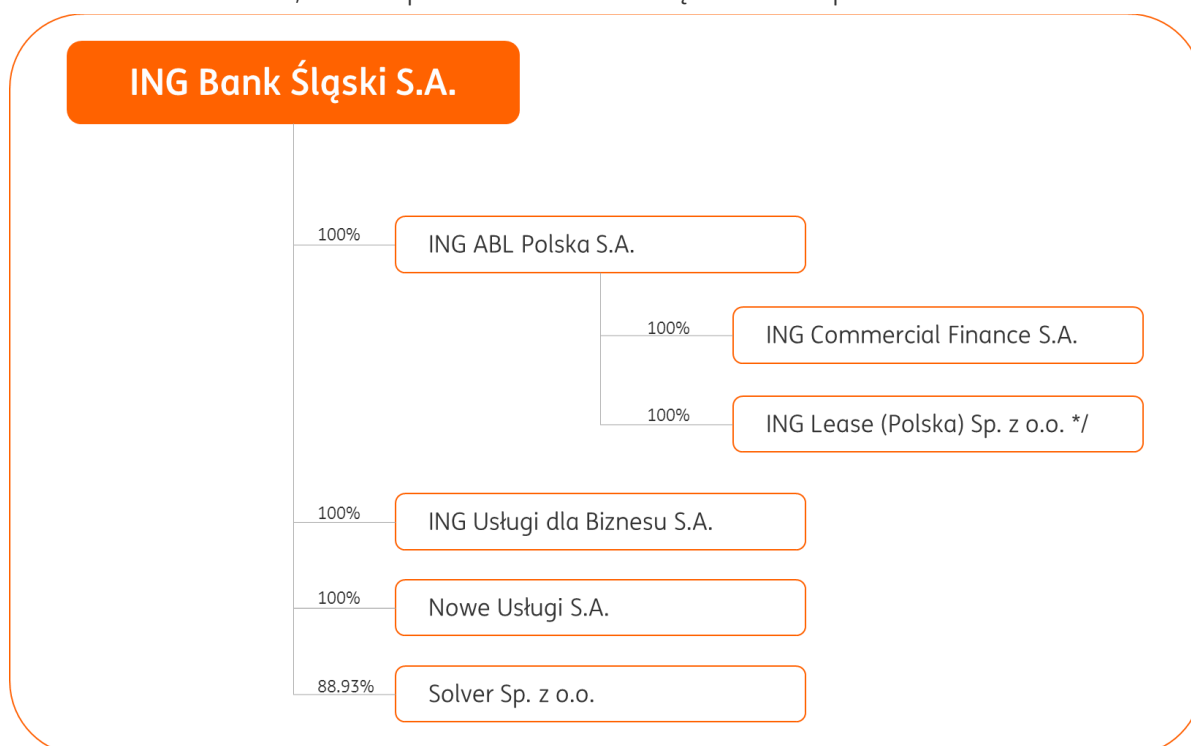 ING Bank Śląski S.A.
100%
ING ABL Polska S.A.
100%
ING Commercial Finance S.A.
100%
ING Lease (Polska) Sp. z o.o. */
100%
ING Usługi dla Biznesu S.A.
100%
Nowe Usługi S.A.
88.93%
Solver Sp. z o.o.